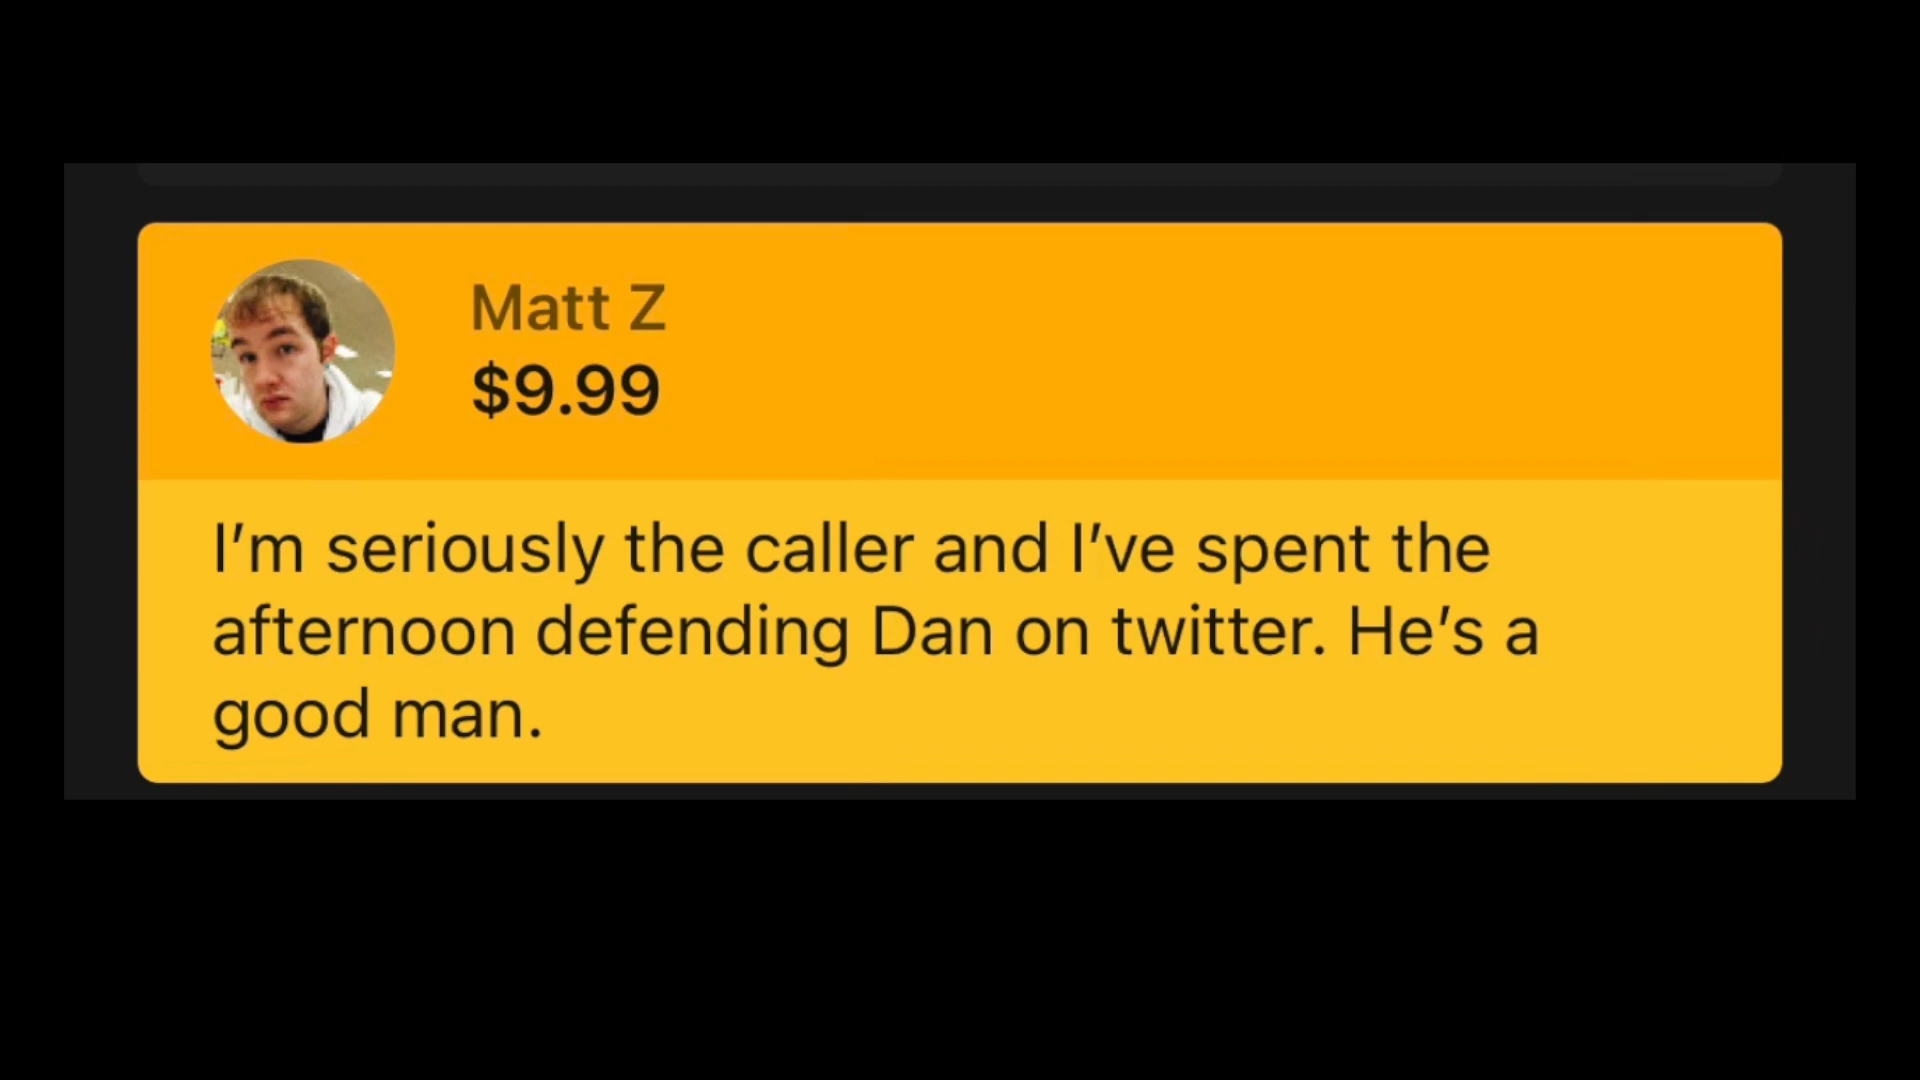 Matt Z
$9.99
I’m seriously the caller and I’ve spent the
afternoon defending Dan on twitter. He’s a
good man.